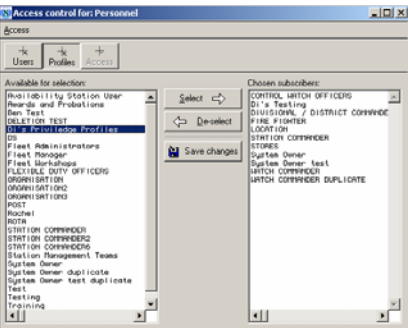 Access control for: Personnel
Access
Users Profiles Access
Available for selection:
Availability Station User
Awards and Probations
Ben Test
DELETION TEST
Di's Priviledge Profiles
DS
Fleet Administrators
Fleet Manager
Fleet Workshops
FLEXIBLE DUTY OFFICERS
ORGANISATION
ORGANISATION2
ORGANISATION3
POST
Rachel
ROTA
STATION COMMANDER
STATION COMMANDER2
STATION COMMANDER6
Station Management Teams
System Owner
System Owner duplicate
System Owner test duplicate
Test
Testing
Training
Select
De-select
Save changes
Chosen subscribers:
CONTROL WATCH OFFICERS
Di's Testing
DIVISIONAL / DISTRICT COMMANDE
FIRE FIGHTER
LOCATION
STATION COMMANDER
STORES
System Owner
System Owner test
WATCH COMMANDER
WATCH COMMANDER DUPLICATE